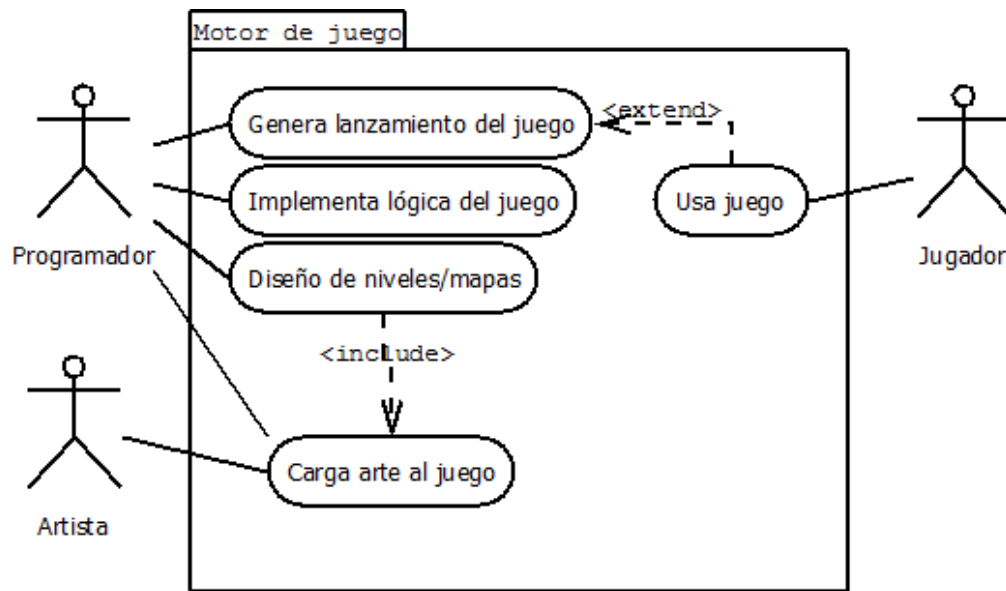 Motor de juego
Genera lanzamiento del juego
<extend>
Implementa lógica del juego
Usa juego
Programador
Jugador
Diseño de niveles/mapas
<include>
Carga arte al juego
Artista